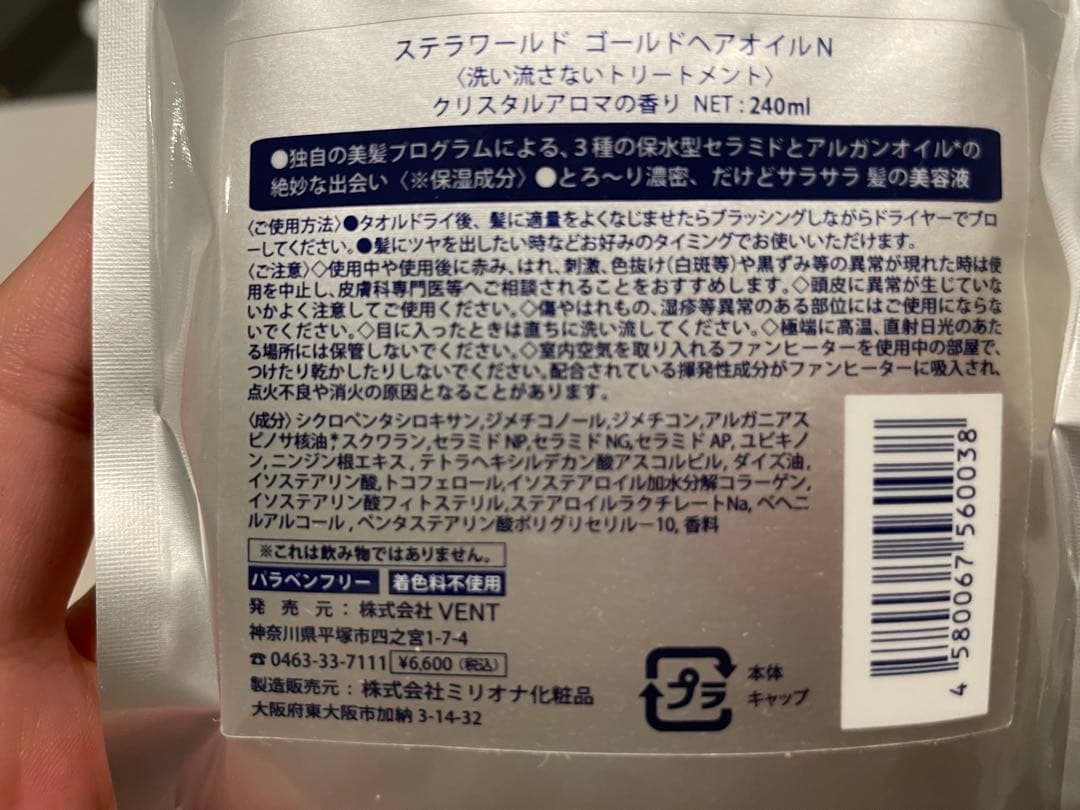 ステラワールド ゴールドヘアオイルN
〈洗い流さないトリートメント〉
クリスタルアロマの香り NET：240ml
●独自の美髪プログラムによる、3種の保水型セラミドとアルガンオイル*の
絶妙な出会い〈※保湿成分〉●とろ〜り濃密、だけどサラサラ 髪の美容液
〈ご使用方法〉●タオルドライ後、髪に適量をよくなじませたらブラッシングしながらドライヤーでブロ
ーしてください。●髪にツヤを出したい時などお好みのタイミングでお使いいただけます。
〈ご注意〉◇使用中や使用後に赤み、はれ、刺激、色抜け(白斑等)や黒ずみ等の異常が現れた時は使
用を中止し、皮膚科専門医等へご相談されることをおすすめします。◇頭皮に異常が生じていな
いかよく注意してご使用ください。◇傷やはれもの、湿疹等異常のある部位にはご使用にならな
いでください。◇目に入ったときは直ちに洗い流してください。◇極端に高温、直射日光のあた
る場所には保管しないでください。◇室内空気を取り入れるファンヒーターを使用中の部屋で、
つけたり乾かしたりしないでください。配合されている揮発性成分がファンヒーターに吸入され、
点火不良や消火の原因となることがあります。
〈成分〉シクロペンタシロキサン,ジメチコノール,ジメチコン,アルガニアス
ピノサ核油*,スクワラン,セラミドNP,セラミドNG,セラミドAP,ユビキノ
ン,ニンジン根エキス,テトラヘキシルデカン酸アスコルビル,ダイズ油,
イソステアリン酸,トコフェロール,イソステアロイル加水分解コラーゲン,
イソステアリン酸フィトステリル,ステアロイルラクチレートNa,ベヘニ
ルアルコール,ペンタステアリン酸ポリグリセリル－10,香料
※これは飲み物ではありません。
パラベンフリー 着色料不使用
発 売 元：株式会社 VENT
神奈川県平塚市四之宮1-7-4
☎0463-33-7111 ¥6,600（税込）
製造販売元：株式会社ミリオナ化粧品
大阪府東大阪市加納 3-14-32
プラ
本体
キャップ
4 580067 560038